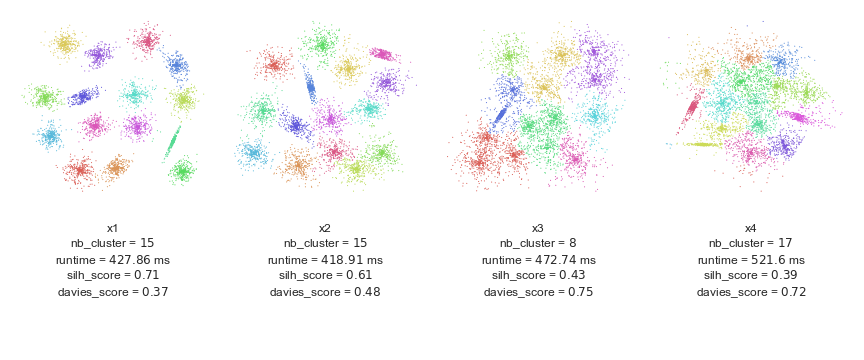 x1
nb_cluster = 15
runtime = 427.86 ms
silh_score = 0.71
davies_score = 0.37
x2
nb_cluster = 15
runtime = 418.91 ms
silh_score = 0.61
davies_score = 0.48
x3
nb_cluster = 8
runtime = 472.74 ms
silh_score = 0.43
davies_score = 0.75
x4
nb_cluster = 17
runtime = 521.6 ms
silh_score = 0.39
davies_score = 0.72